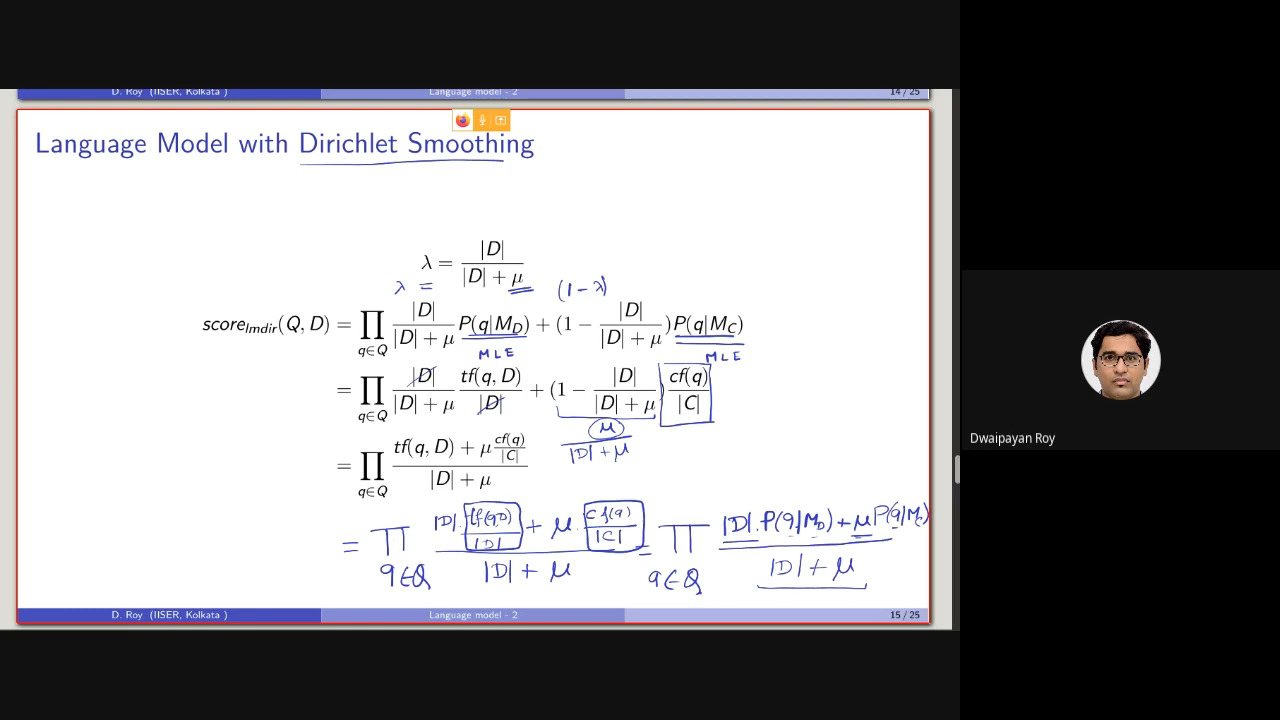 D. Roy (IISER, Kolkata ) Language model - 2 14 / 25
Language Model with Dirichlet Smoothing
λ = |D| / (|D| + μ)
λ = (1 - λ)
score_lmdir(Q, D) = ∏_{q∈Q} |D| / (|D| + μ) P(q|M_D) + (1 − |D| / (|D| + μ)) P(q|M_C)
MLE MLE
= ∏_{q∈Q} |D| / (|D| + μ) tf(q, D) / |D| + (1 − |D| / (|D| + μ)) cf(q) / |C|
μ / (|D| + μ)
= ∏_{q∈Q} (tf(q, D) + μ cf(q)/|C|) / (|D| + μ)
= ∏_{q∈Q} (|D| · tf(q,D)/|D| + μ · cf(q)/|C|) / (|D| + μ) = ∏_{q∈Q} (|D| · P(q|M_D) + μ P(q|M_C)) / (|D| + μ)
D. Roy (IISER, Kolkata ) Language model - 2 15 / 25
Dwaipayan Roy